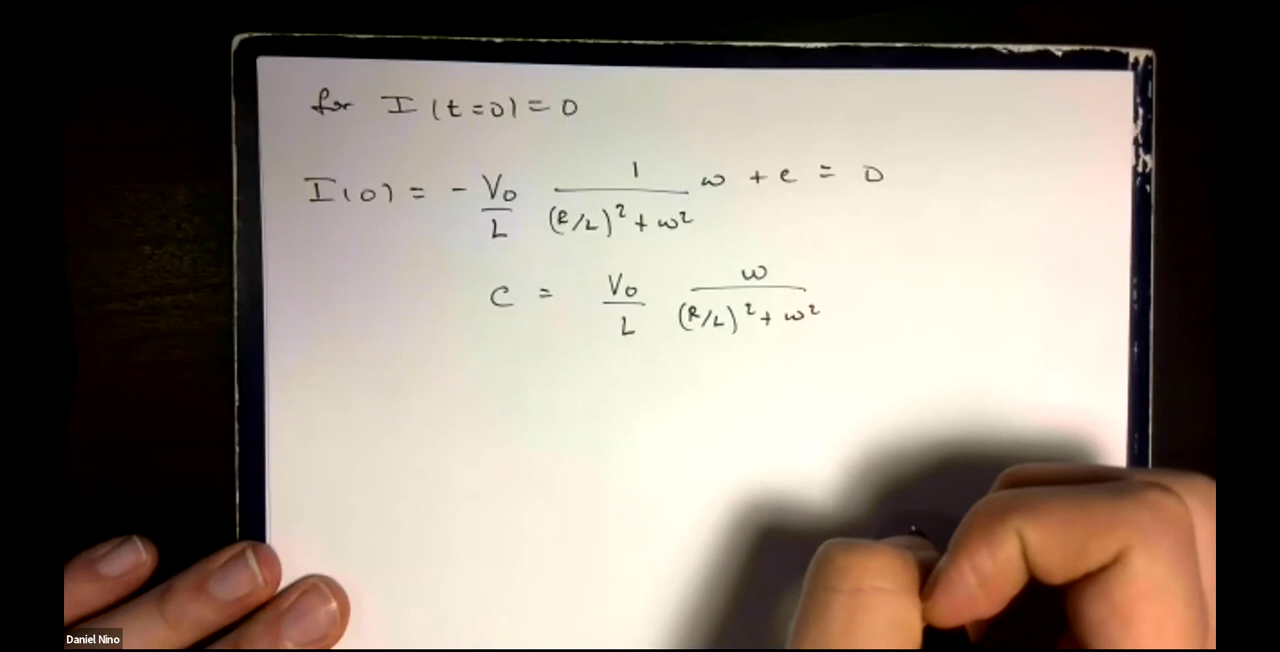 for I(t=0)=0
I(0) = - V₀/L 1/((R/L)² + ω²) ω + c = 0
C = V₀/L ω/((R/L)² + ω²)
Daniel Nino